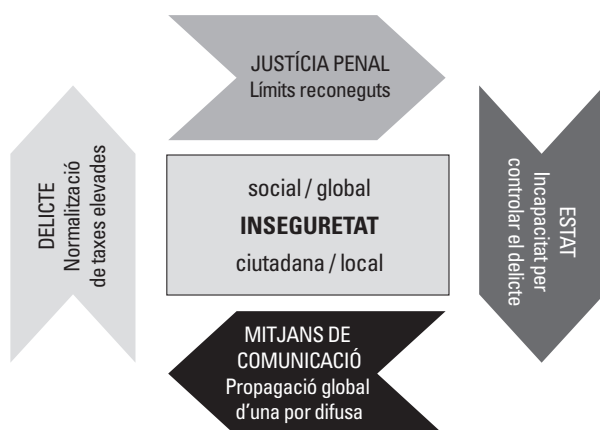 JUSTÍCIA PENAL
Límits reconeguts
DELICTE
Normalització
de taxes elevades
social / global
INSEGURETAT
ciutadana / local
ESTAT
Incapacitat per
controlar el delicte
MITJANS DE
COMUNICACIÓ
Propagació global
d’una por difusa